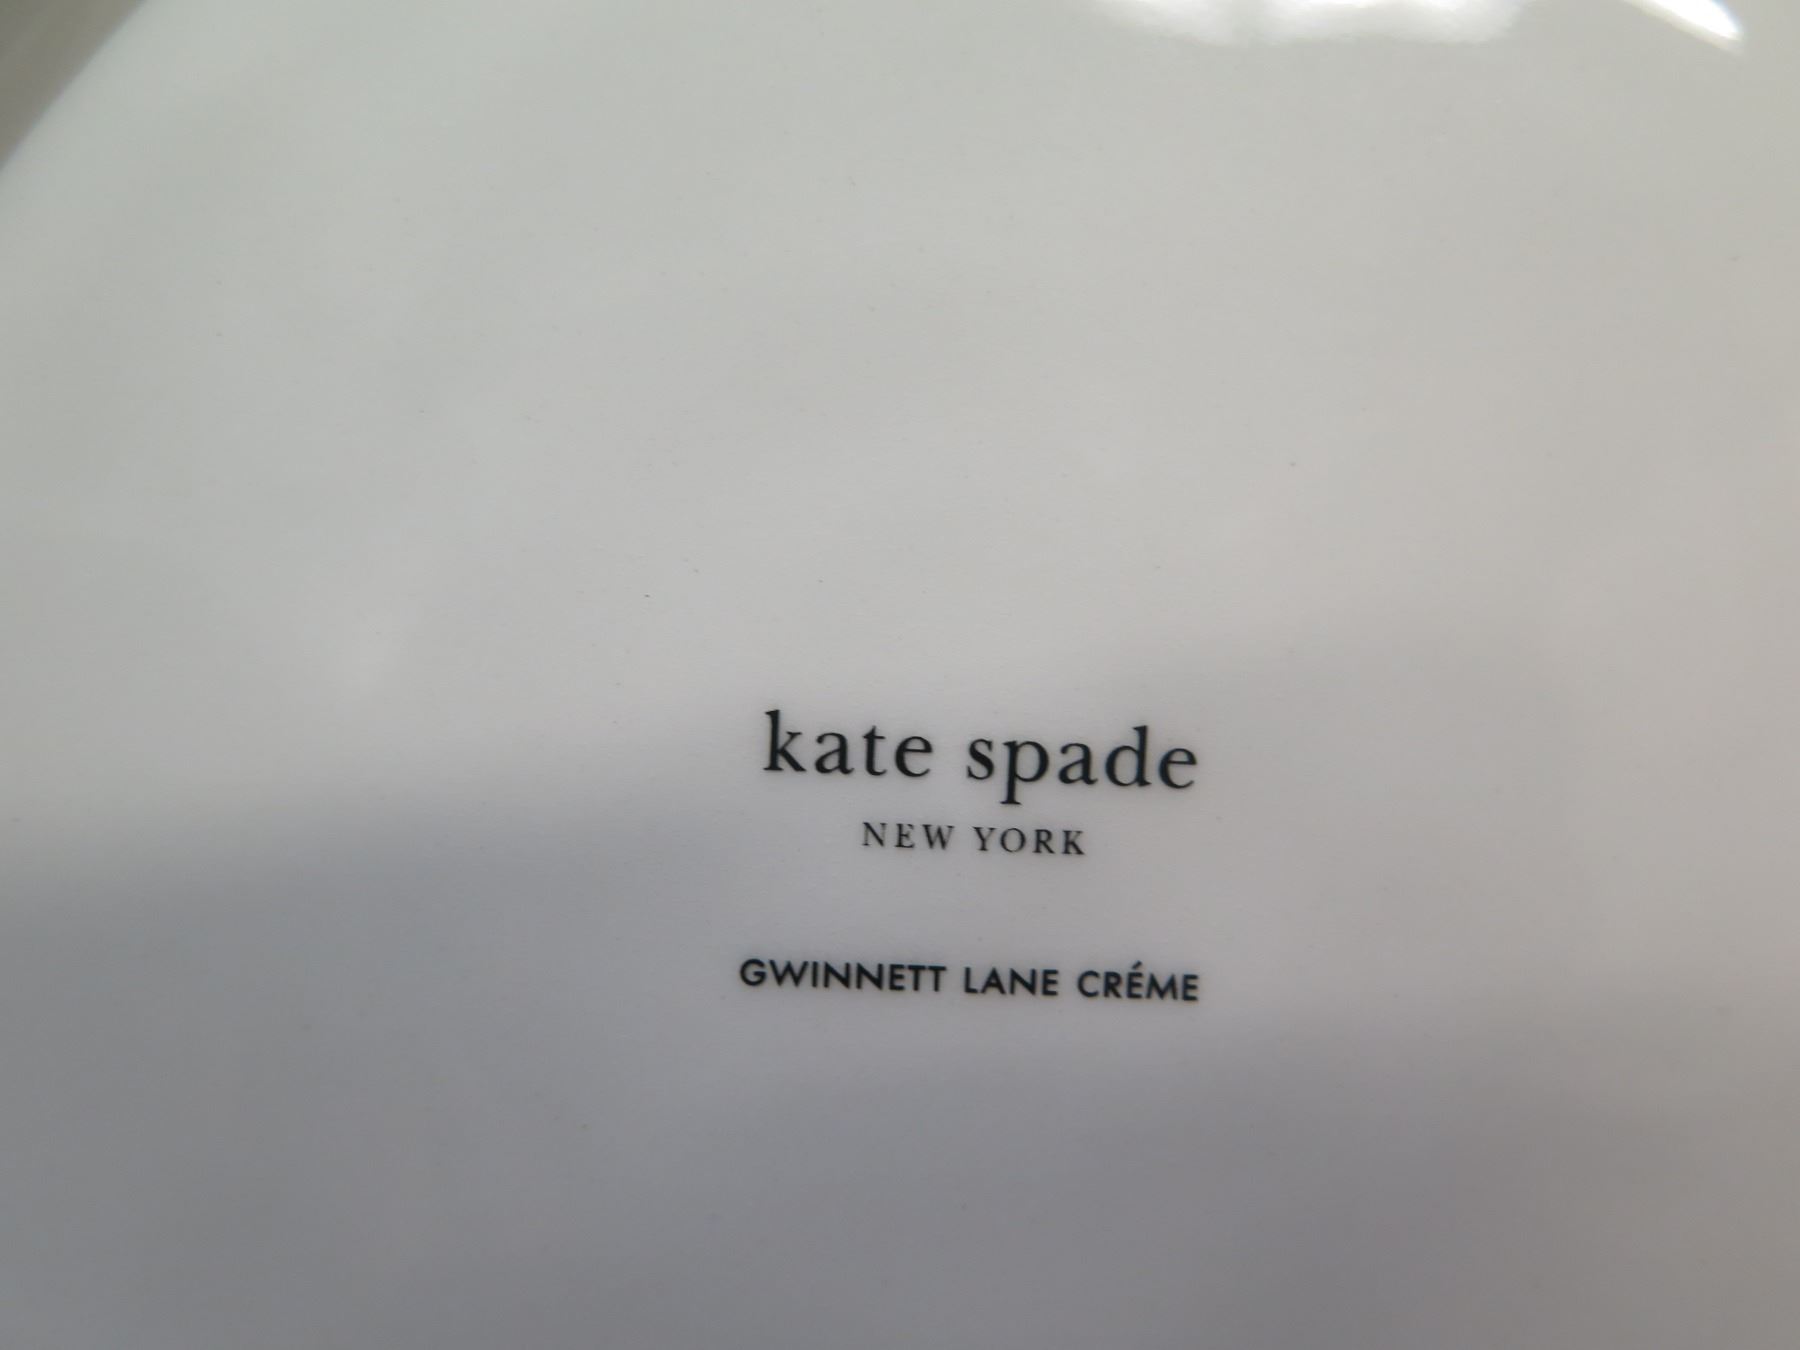 kate spade
NEW YORK
GWINNETT LANE CRÉME